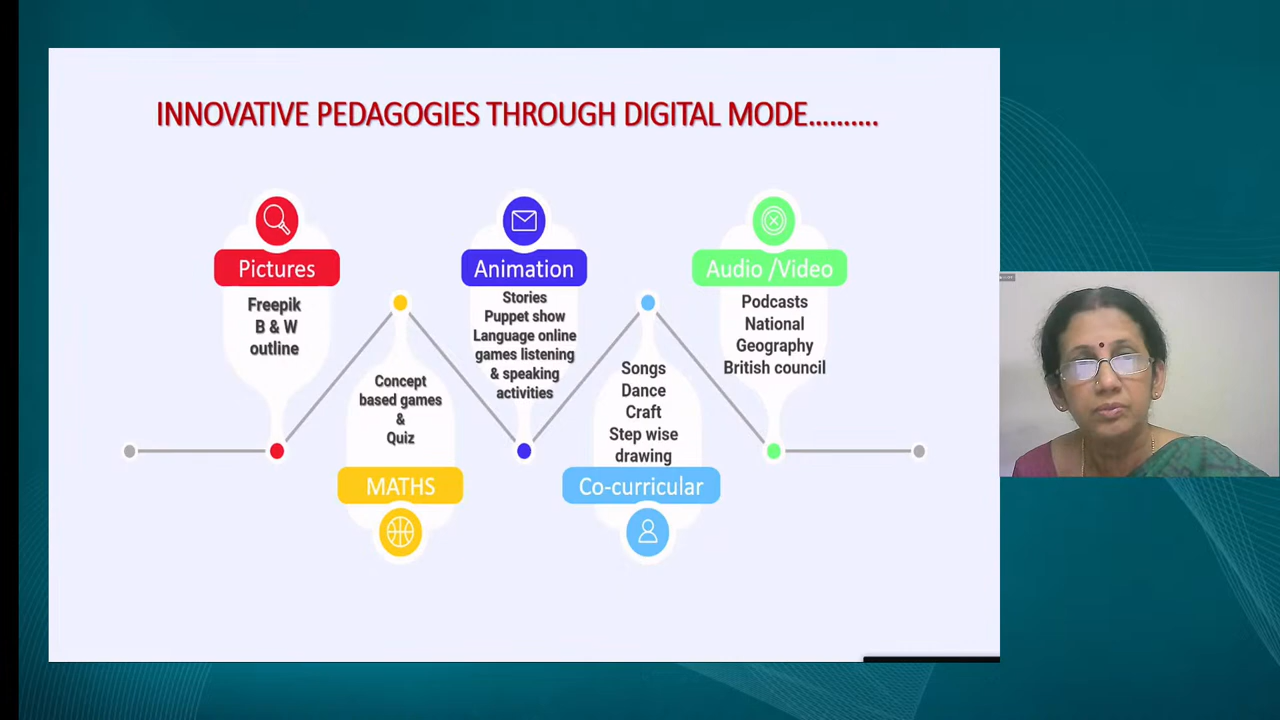 INNOVATIVE PEDAGOGIES THROUGH DIGITAL MODE..........
Pictures
Freepik
B & W
outline
Concept
based games
&
Quiz
MATHS
Animation
Stories
Puppet show
Language online
games listening
& speaking
activities
Songs
Dance
Craft
Step wise
drawing
Co-curricular
Audio /Video
Podcasts
National
Geography
British council